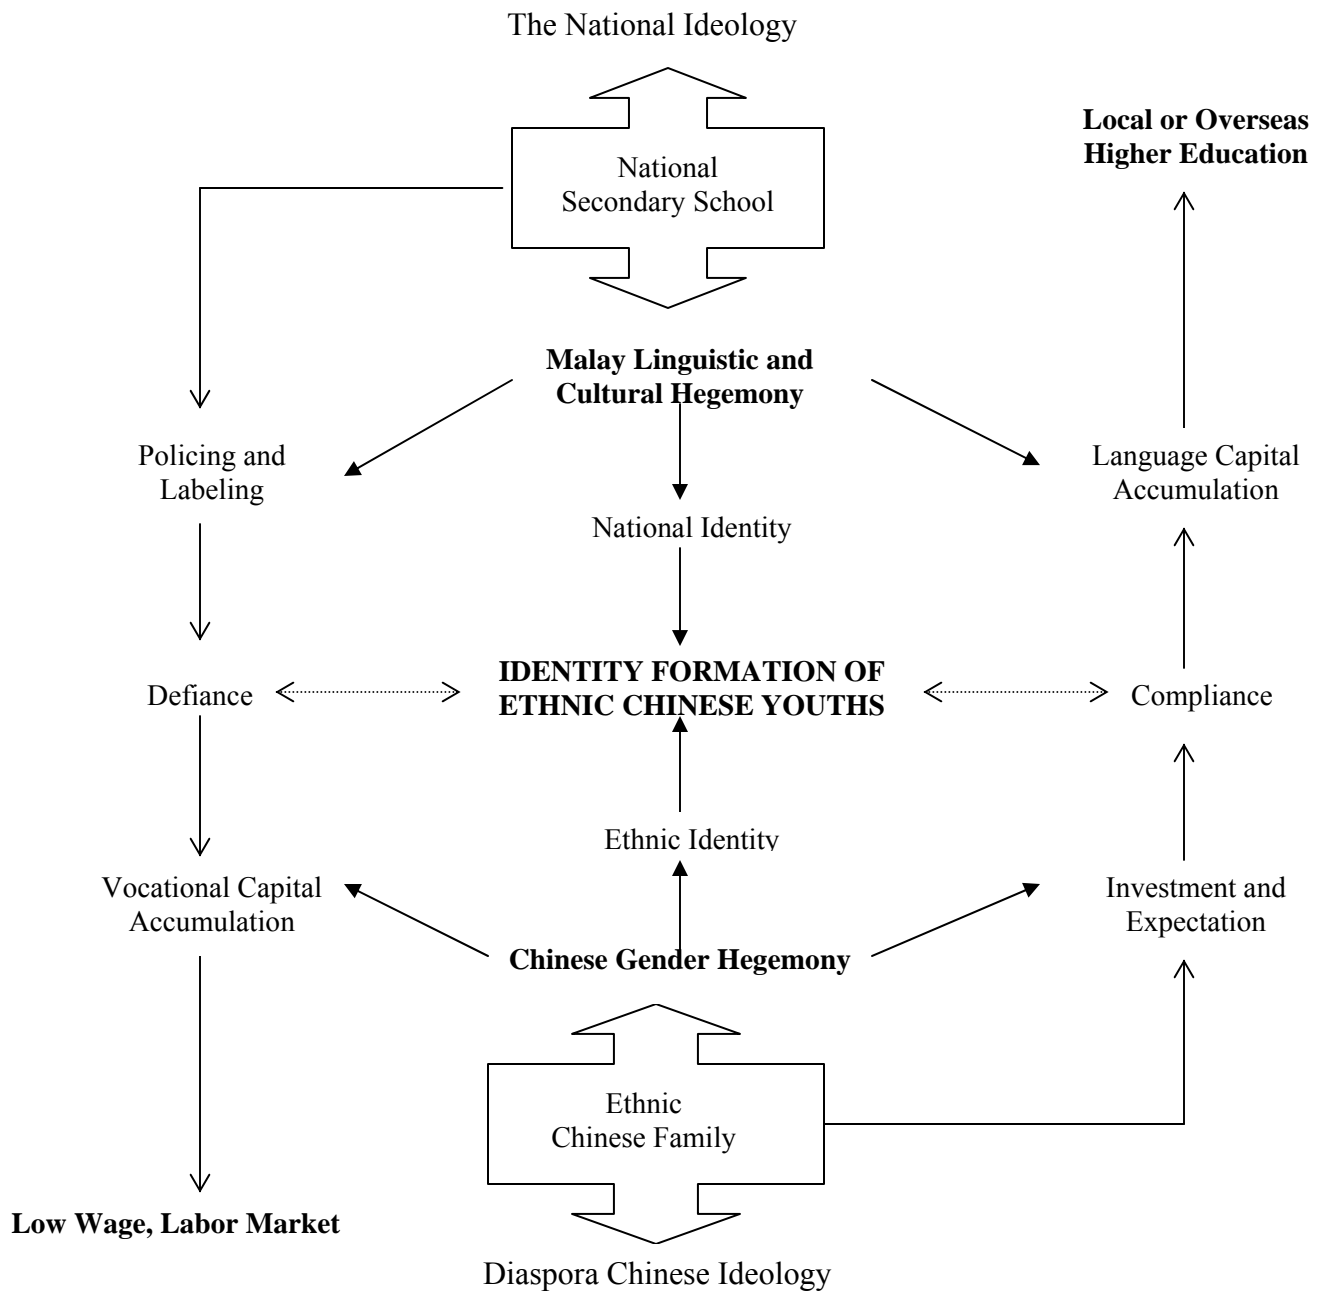 The National Ideology
National
Secondary School
Local or Overseas
Higher Education
Malay Linguistic and
Cultural Hegemony
Policing and
Labeling
Language Capital
Accumulation
National Identity
Defiance
IDENTITY FORMATION OF
ETHNIC CHINESE YOUTHS
Compliance
Ethnic Identity
Vocational Capital
Accumulation
Investment and
Expectation
Chinese Gender Hegemony
Ethnic
Chinese Family
Low Wage, Labor Market
Diaspora Chinese Ideology